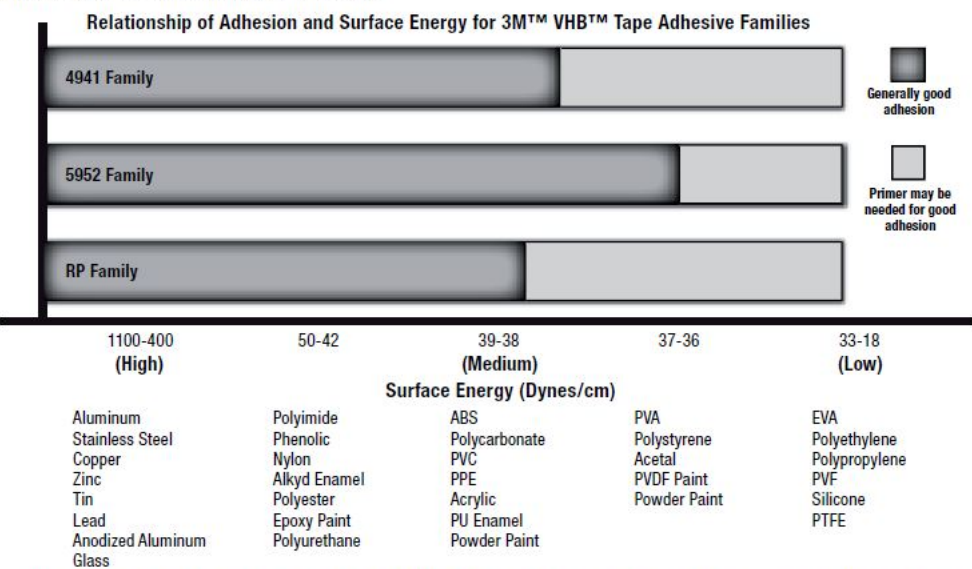 Relationship of Adhesion and Surface Energy for 3M™ VHB™ Tape Adhesive Families
4941 Family
Generally good
adhesion
5952 Family
Primer may be
needed for good
adhesion
RP Family
1100-400
(High)
50-42
39-38
(Medium)
37-36
33-18
(Low)
Surface Energy (Dynes/cm)
Aluminum
Stainless Steel
Copper
Zinc
Tin
Lead
Anodized Aluminum
Glass
Polyimide
Phenolic
Nylon
Alkyd Enamel
Polyester
Epoxy Paint
Polyurethane
ABS
Polycarbonate
PVC
PPE
Acrylic
PU Enamel
Powder Paint
PVA
Polystyrene
Acetal
PVDF Paint
Powder Paint
EVA
Polyethylene
Polypropylene
PVF
Silicone
PTFE